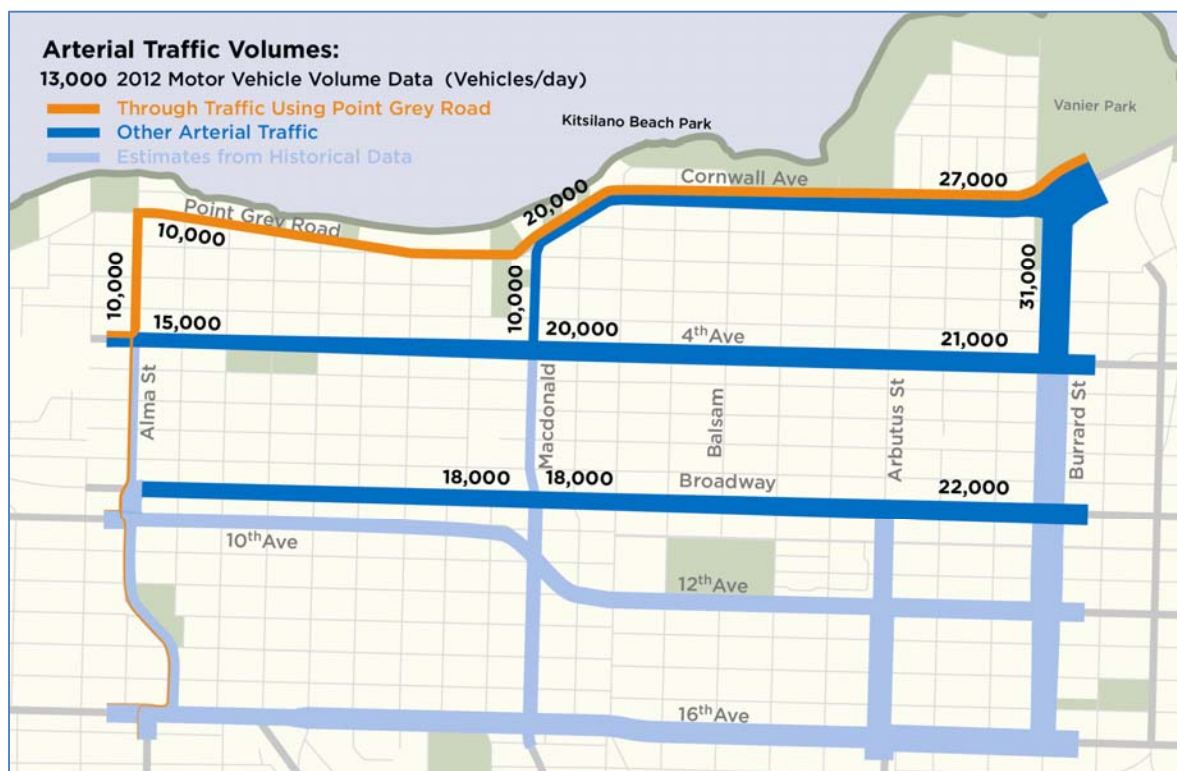 Arterial Traffic Volumes:
13,000 2012 Motor Vehicle Volume Data (Vehicles/day)
Through Traffic Using Point Grey Road
Other Arterial Traffic
Estimates from Historical Data
Kitsilano Beach Park
Vanier Park
Cornwall Ave
27,000
20,000
Point Grey Road
10,000
10,000
10,000
31,000
15,000
20,000
4th Ave
21,000
Alma St
Macdonald
Balsam
Arbutus St
Burrard St
18,000
18,000
Broadway
22,000
10th Ave
12th Ave
16th Ave